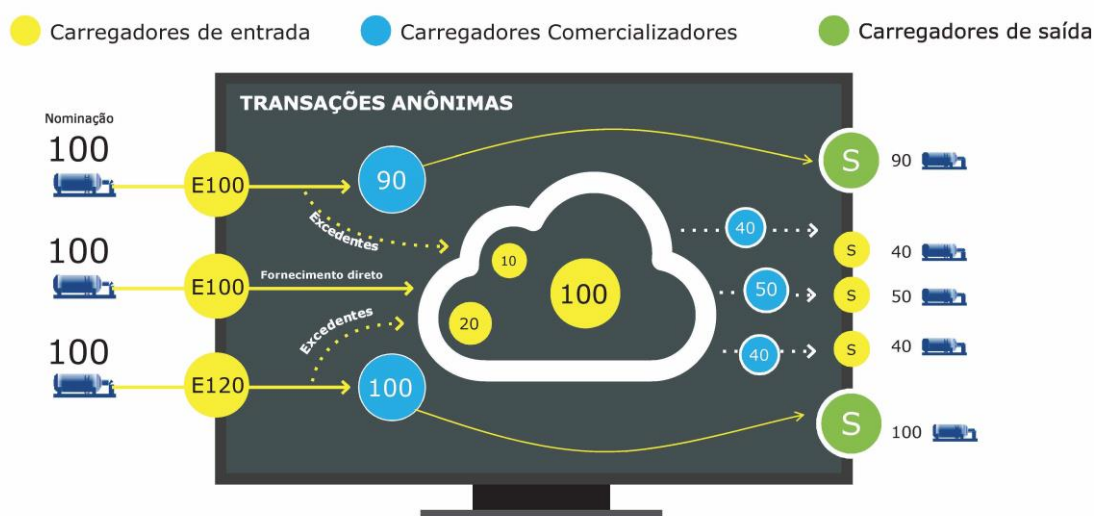 Carregadores de entrada
Carregadores Comercializadores
Carregadores de saída
TRANSAÇÕES ANÔNIMAS
Nominação
100
E100
90
S
90
Excedentes
40
S
40
10
100
E100
Fornecimento direto
100
50
S
50
20
Excedentes
40
S
40
100
E120
100
S
100